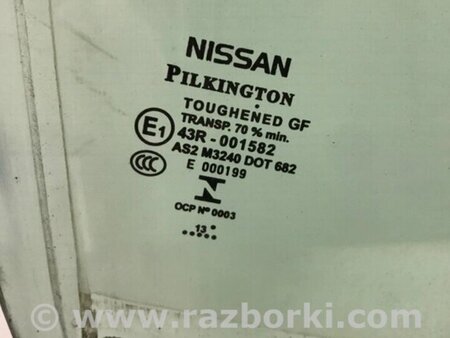 NISSAN
PILKINGTON
TOUGHENED GF
TRANSP. 70 % min.
E1 43R - 001582
CCC AS2 M3240 DOT 682
E 000199
OCP Nº 0003
13
© www.razborki.com